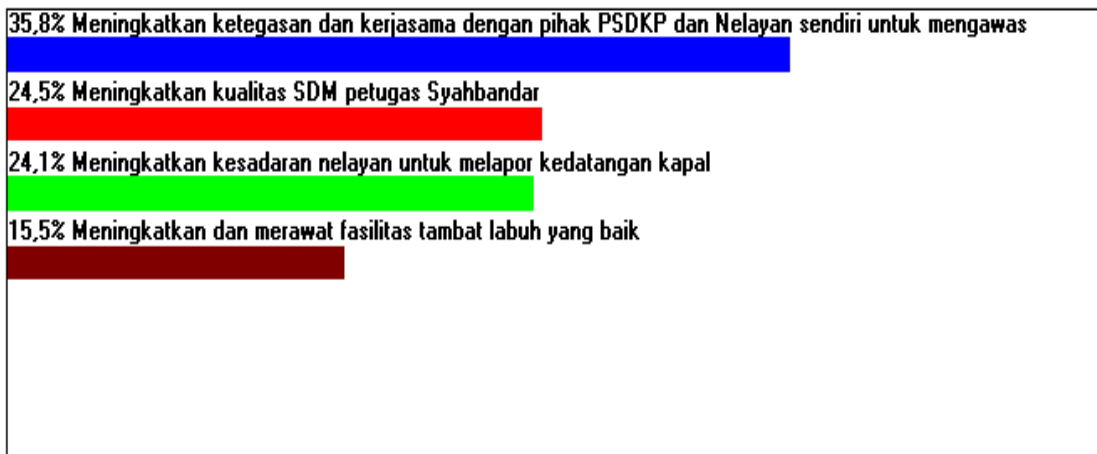 35,8% Meningkatkan ketegasan dan kerjasama dengan pihak PSDKP dan Nelayan sendiri untuk mengawas
24,5% Meningkatkan kualitas SDM petugas Syahbandar
24,1% Meningkatkan kesadaran nelayan untuk melapor kedatangan kapal
15,5% Meningkatkan dan merawat fasilitas tambat labuh yang baik